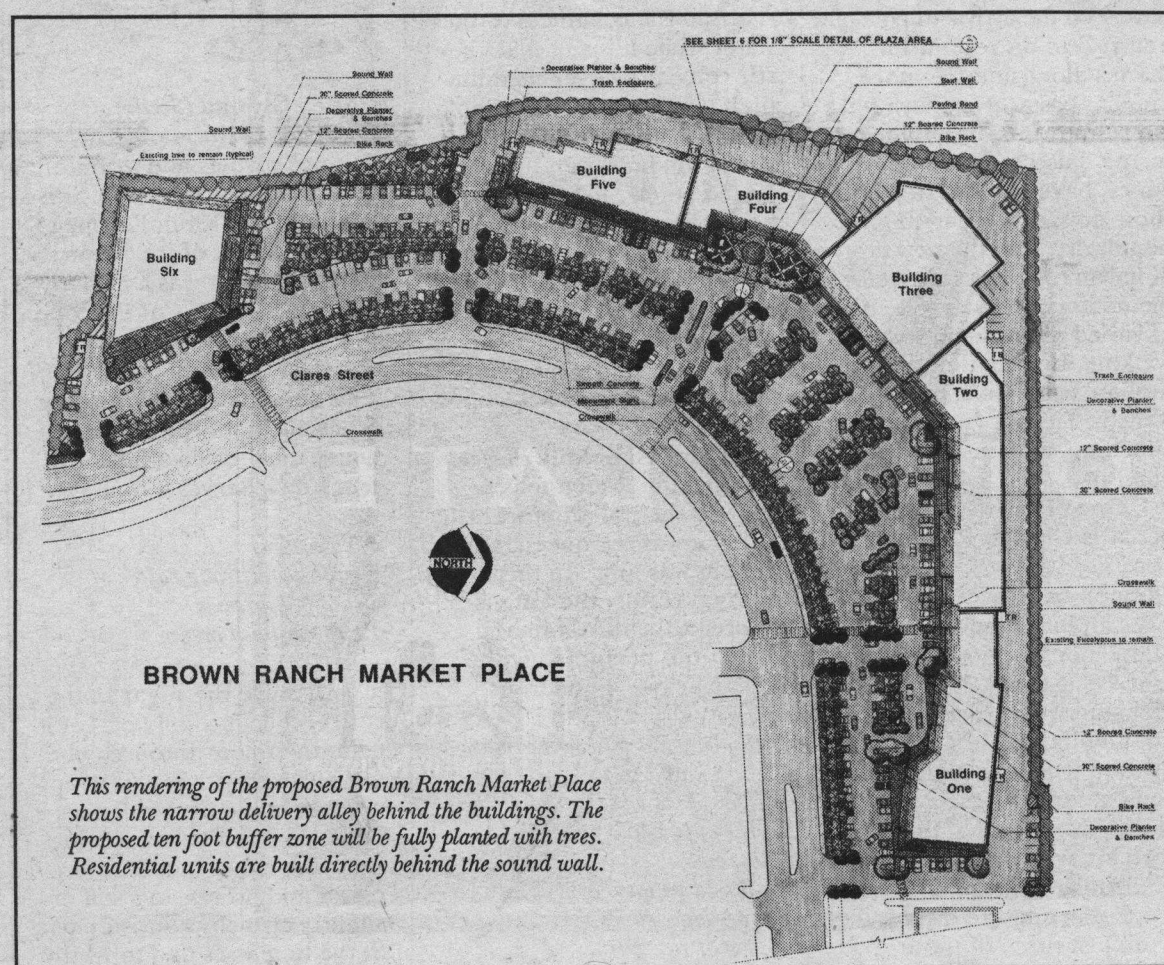 SEE SHEET 6 FOR 1/8" SCALE DETAIL OF PLAZA AREA
Sound Wall
30" Scored Concrete
Decorative Planter
& Benches
12" Scored Concrete
Bike Rack
Sound Wall
Existing tree to remain (typical)
Decorative Planter & Benches
Trash Enclosure
Sound Wall
Seat Wall
Paving Band
12" Scored Concrete
Bike Rack
Building
Six
Building
Five
Building
Four
Building
Three
Building
Two
Clares Street
Crosswalk
Smooth Concrete
Monument Sign
Crosswalk
Trash Enclosure
Decorative Planter
& Benches
12" Scored Concrete
30" Scored Concrete
Crosswalk
Sound Wall
TR
Existing Eucalyptus to remain
NORTH
BROWN RANCH MARKET PLACE
12" Scored Concrete
30" Scored Concrete
Building
One
Bike Rack
Decorative Planter
& Benches
This rendering of the proposed Brown Ranch Market Place
shows the narrow delivery alley behind the buildings. The
proposed ten foot buffer zone will be fully planted with trees.
Residential units are built directly behind the sound wall.